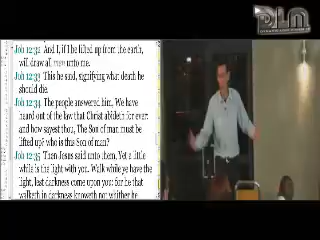 Joh 12:32 And I, if I be lifted up from the earth,
will draw all men unto me.
Joh 12:33 This he said, signifying what death he
should die.
Joh 12:34 The people answered him, We have
heard out of the law that Christ abideth for ever:
and how sayest thou, The Son of man must be
lifted up? who is this Son of man?
Joh 12:35 Then Jesus said unto them, Yet a little
while is the light with you. Walk while ye have the
light, lest darkness come upon you: for he that
walketh in darkness knoweth not whither he